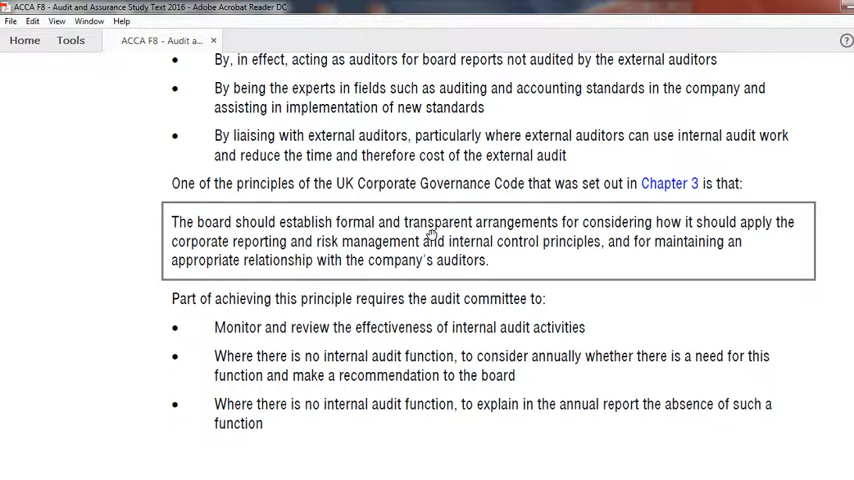 ACCA F8 - Audit and Assurance Study Text 2016 - Adobe Acrobat Reader DC
File Edit View Window Help
Home Tools ACCA F8 - Audit a... ×
• By, in effect, acting as auditors for board reports not audited by the external auditors
• By being the experts in fields such as auditing and accounting standards in the company and
assisting in implementation of new standards
• By liaising with external auditors, particularly where external auditors can use internal audit work
and reduce the time and therefore cost of the external audit
One of the principles of the UK Corporate Governance Code that was set out in Chapter 3 is that:
The board should establish formal and transparent arrangements for considering how it should apply the
corporate reporting and risk management and internal control principles, and for maintaining an
appropriate relationship with the company's auditors.
Part of achieving this principle requires the audit committee to:
• Monitor and review the effectiveness of internal audit activities
• Where there is no internal audit function, to consider annually whether there is a need for this
function and make a recommendation to the board
• Where there is no internal audit function, to explain in the annual report the absence of such a
function